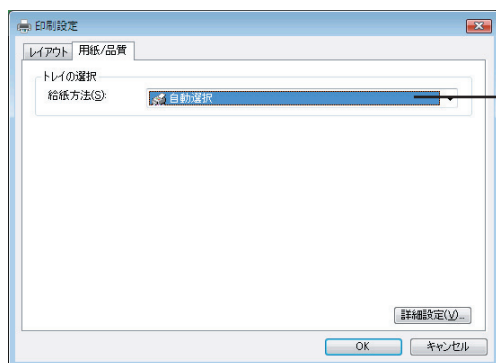 印刷設定
レイアウト 用紙/品質
トレイの選択
給紙方法(S): 自動選択
詳細設定(V)...
OK キャンセル